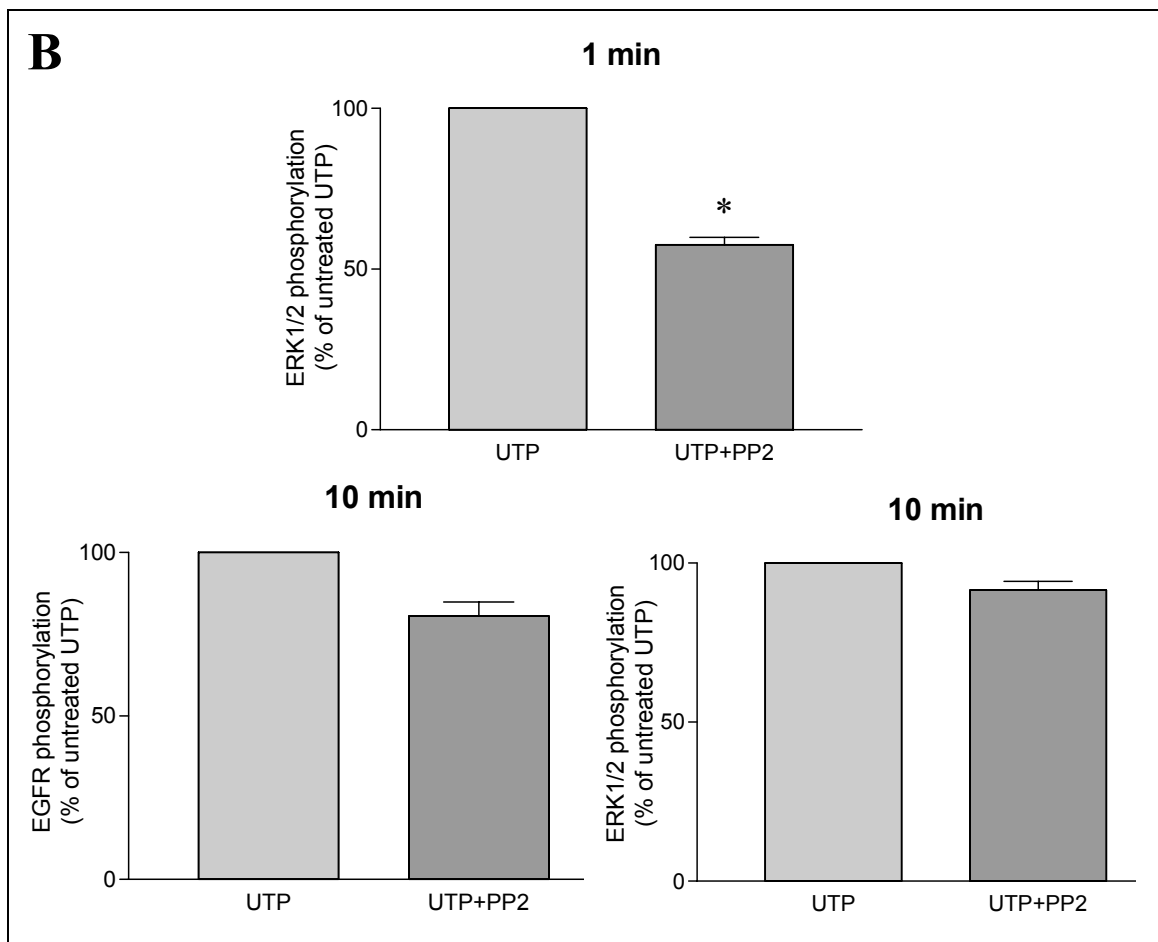 B
1 min
ERK1/2 phosphorylation
(% of untreated UTP)
100
50
0
*
UTP
UTP+PP2
10 min
EGFR phosphorylation
(% of untreated UTP)
100
50
0
UTP
UTP+PP2
10 min
ERK1/2 phosphorylation
(% of untreated UTP)
100
50
0
UTP
UTP+PP2